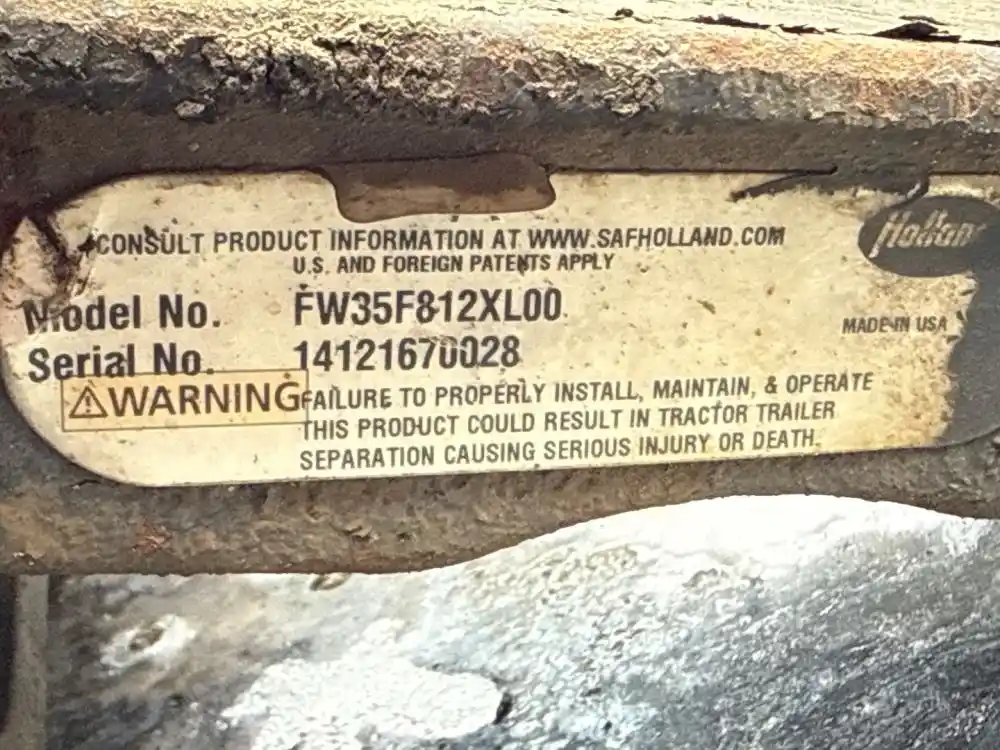 CONSULT PRODUCT INFORMATION AT WWW.SAFHOLLAND.COM
U.S. AND FOREIGN PATENTS APPLY
Holland
Model No. FW35F812XL00
MADE IN USA
Serial No. 14121670028
⚠WARNING FAILURE TO PROPERLY INSTALL, MAINTAIN, & OPERATE
THIS PRODUCT COULD RESULT IN TRACTOR TRAILER
SEPARATION CAUSING SERIOUS INJURY OR DEATH.